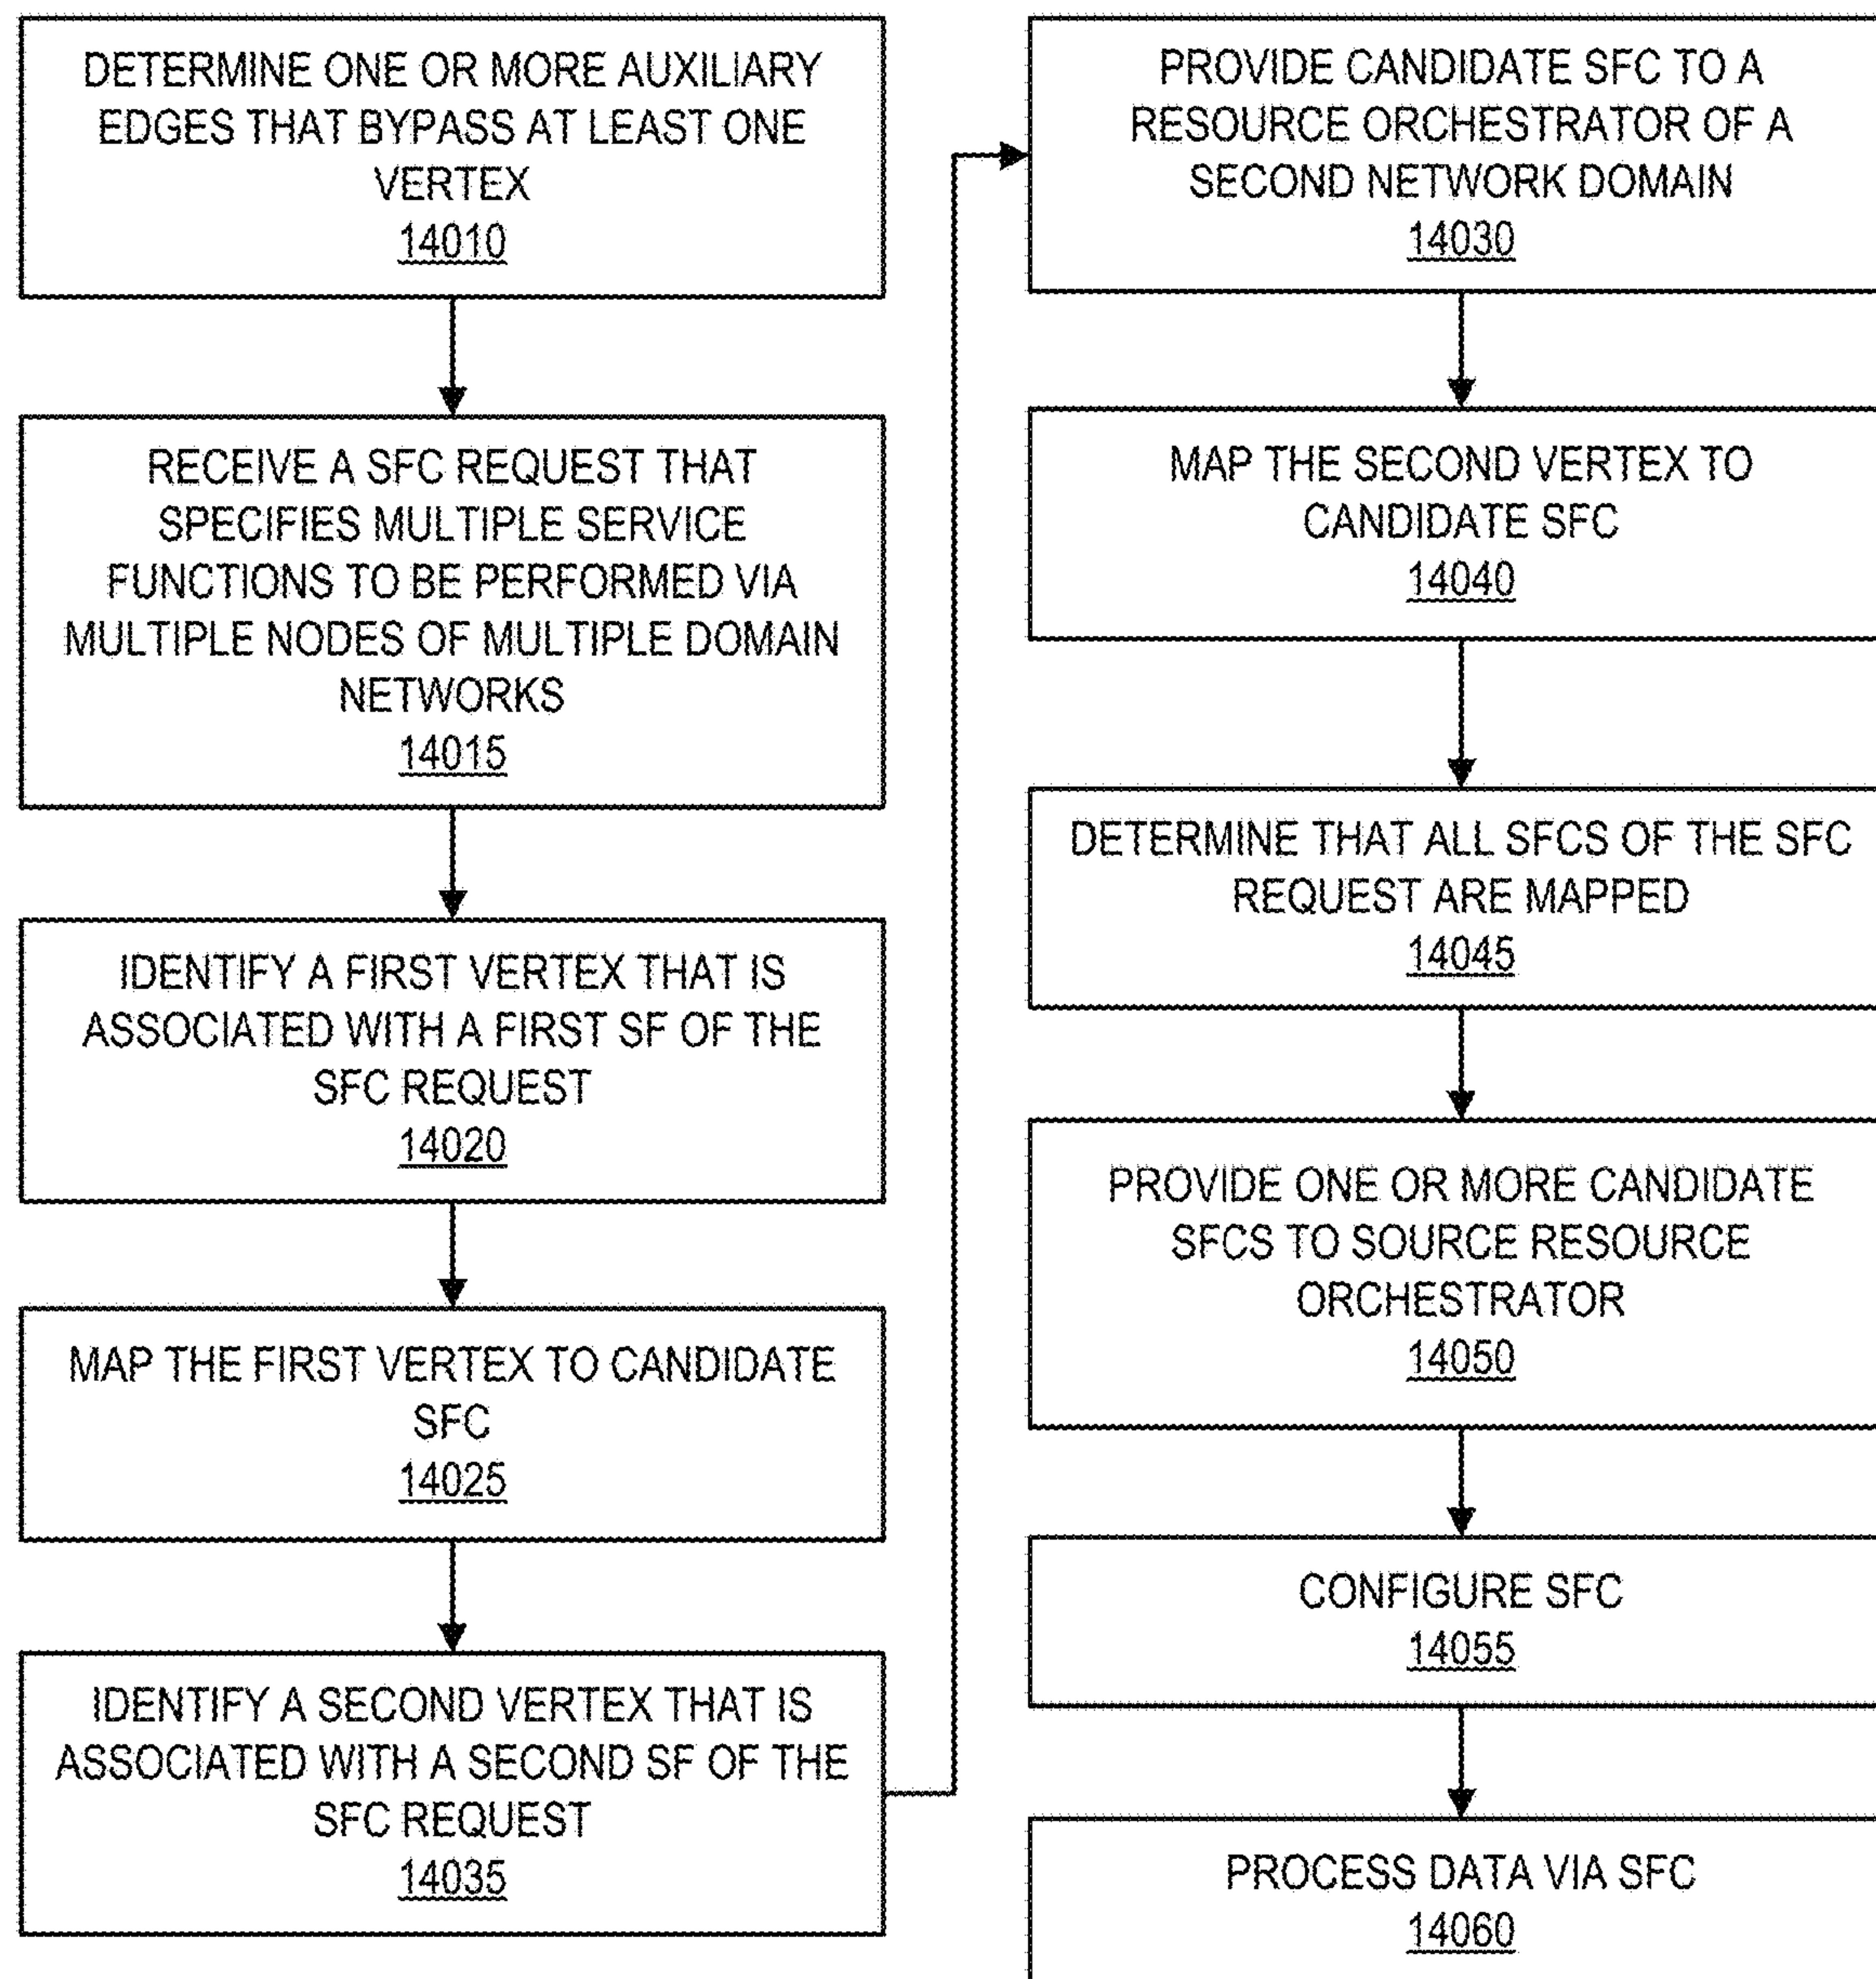 DETERMINE ONE OR MORE AUXILIARY
EDGES THAT BYPASS AT LEAST ONE
VERTEX
14010
RECEIVE A SFC REQUEST THAT
SPECIFIES MULTIPLE SERVICE
FUNCTIONS TO BE PERFORMED VIA
MULTIPLE NODES OF MULTIPLE DOMAIN
NETWORKS
14015
IDENTIFY A FIRST VERTEX THAT IS
ASSOCIATED WITH A FIRST SF OF THE
SFC REQUEST
14020
MAP THE FIRST VERTEX TO CANDIDATE
SFC
14025
IDENTIFY A SECOND VERTEX THAT IS
ASSOCIATED WITH A SECOND SF OF THE
SFC REQUEST
14035
PROVIDE CANDIDATE SFC TO A
RESOURCE ORCHESTRATOR OF A
SECOND NETWORK DOMAIN
14030
MAP THE SECOND VERTEX TO
CANDIDATE SFC
14040
DETERMINE THAT ALL SFCS OF THE SFC
REQUEST ARE MAPPED
14045
PROVIDE ONE OR MORE CANDIDATE
SFCS TO SOURCE RESOURCE
ORCHESTRATOR
14050
CONFIGURE SFC
14055
PROCESS DATA VIA SFC
14060